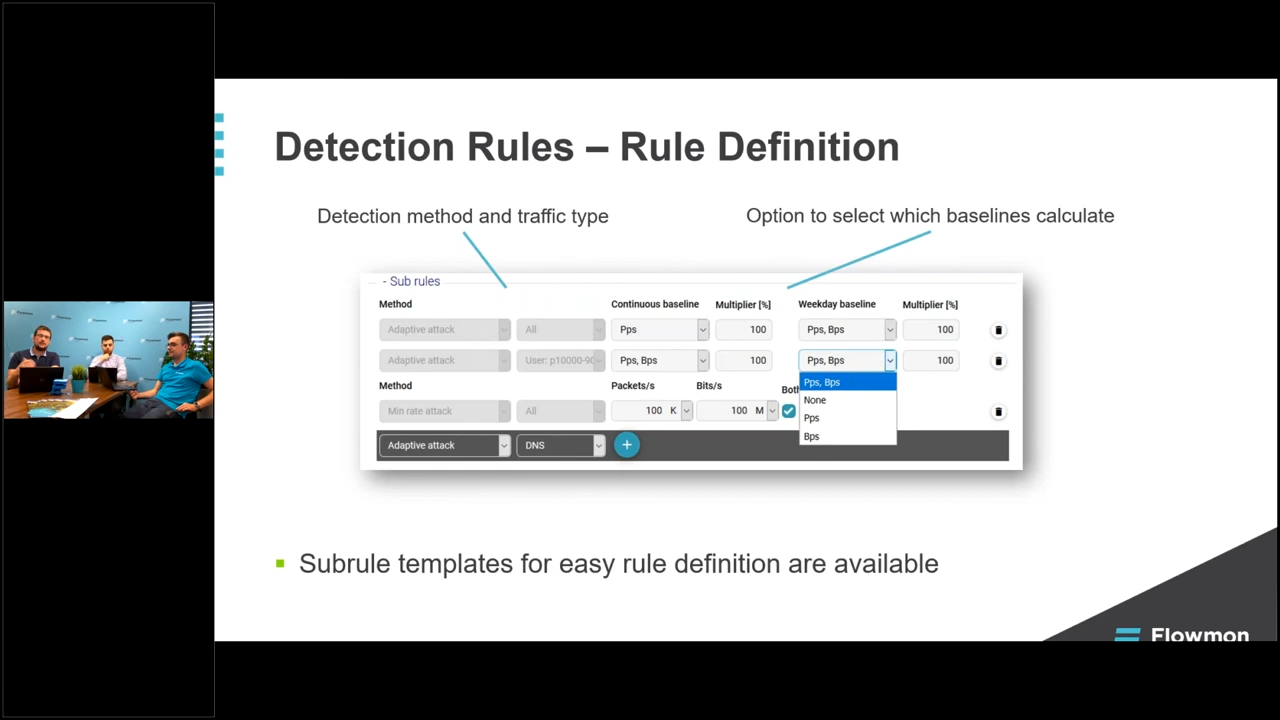 Detection Rules – Rule Definition
Detection method and traffic type
Option to select which baselines calculate
- Sub rules
Method Continuous baseline Multiplier [%] Weekday baseline Multiplier [%]
Adaptive attack All Pps 100 Pps, Bps 100
Adaptive attack User: p10000-90 Pps, Bps 100 Pps, Bps 100
Method Packets/s Bits/s Both
Pps, Bps
None
Pps
Bps
Min rate attack All 100 K 100 M
Adaptive attack DNS +
Subrule templates for easy rule definition are available
Flowmon